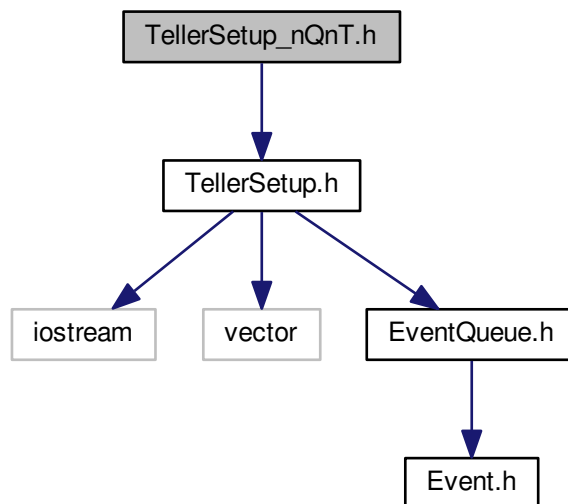 TellerSetup_nQnT.h
TellerSetup.h
iostream
vector
EventQueue.h
Event.h